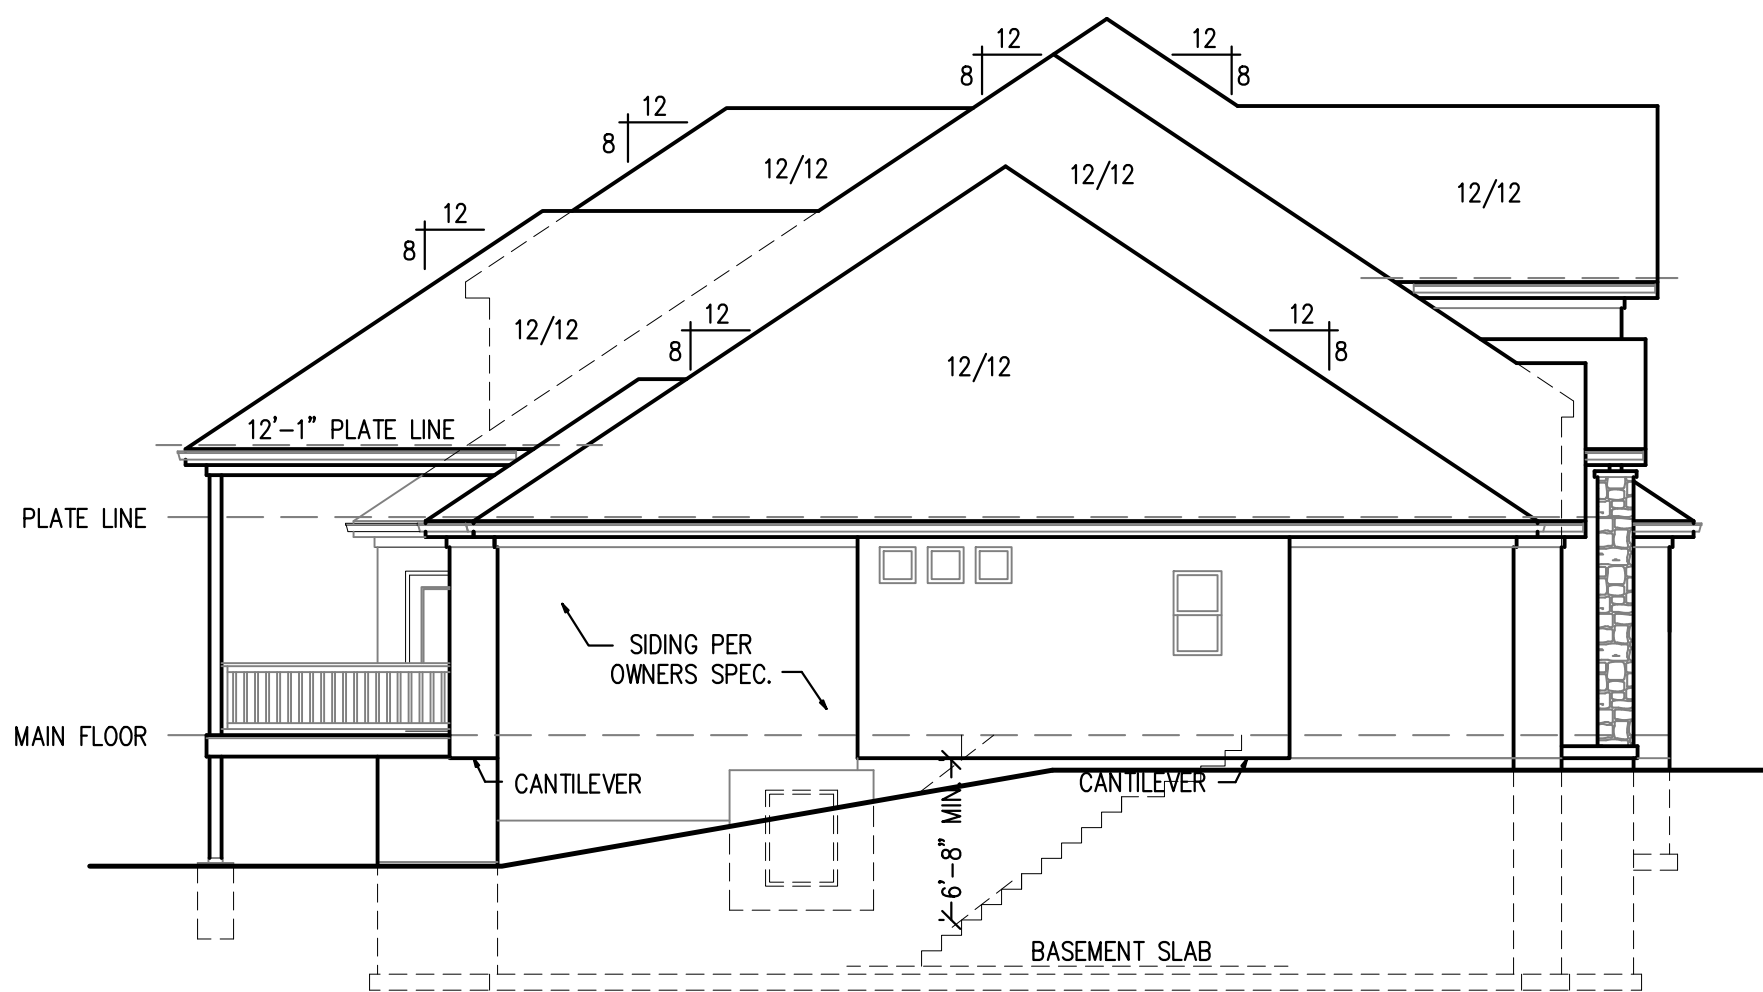 12
8
12
8
12
8
12/12
12/12
12/12
12
8
12/12
12
8
12
8
12/12
12'-1" PLATE LINE
PLATE LINE
SIDING PER
OWNERS SPEC.
MAIN FLOOR
CANTILEVER
CANTILEVER
6'-8" MIN
BASEMENT SLAB